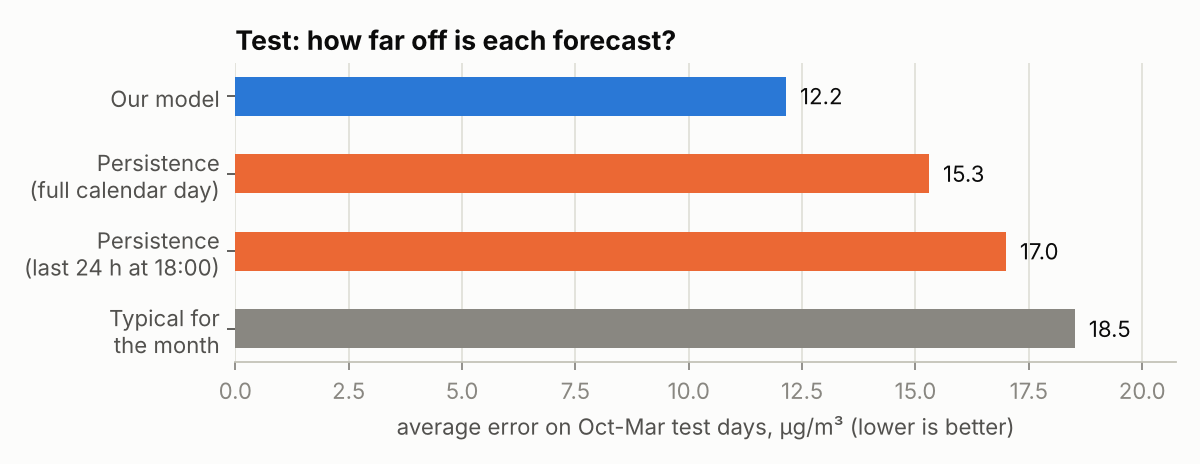 Test: how far off is each forecast?
Our model
12.2
Persistence
(full calendar day)
15.3
Persistence
(last 24 h at 18:00)
17.0
Typical for
the month
18.5
0.0 2.5 5.0 7.5 10.0 12.5 15.0 17.5 20.0
average error on Oct-Mar test days, µg/m³ (lower is better)